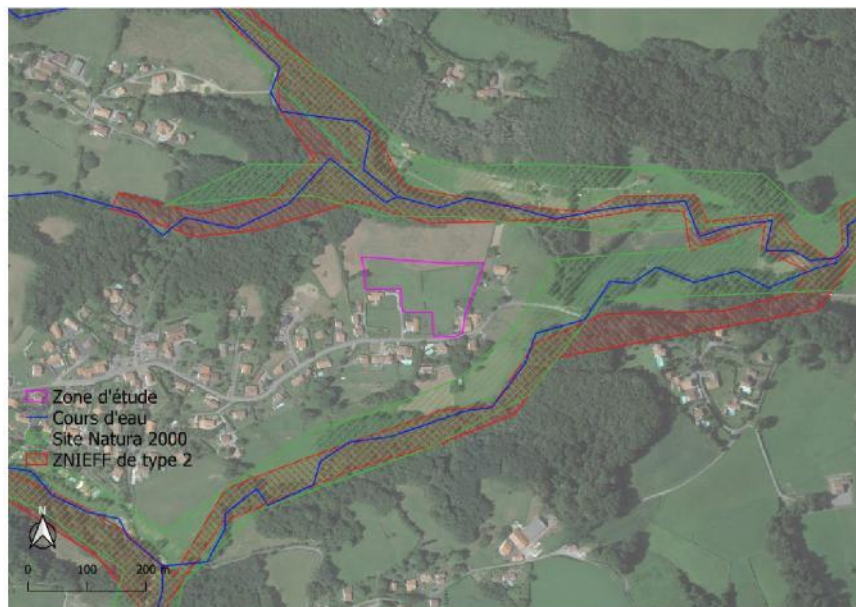 Zone d'étude
Cours d'eau
Site Natura 2000
ZNIEFF de type 2
N
0 100 200 m